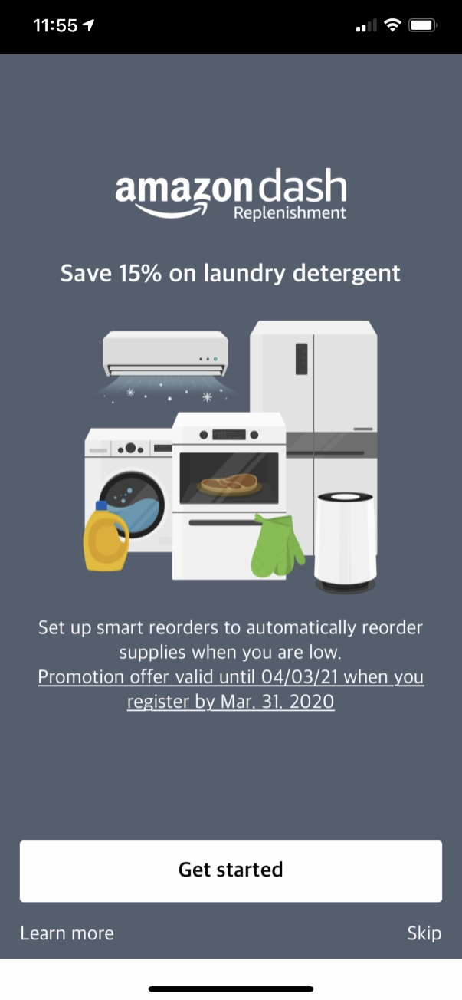 11:55
amazon dash
Replenishment
Save 15% on laundry detergent
Set up smart reorders to automatically reorder
supplies when you are low.
Promotion offer valid until 04/03/21 when you
register by Mar. 31. 2020
Get started
Learn more
Skip